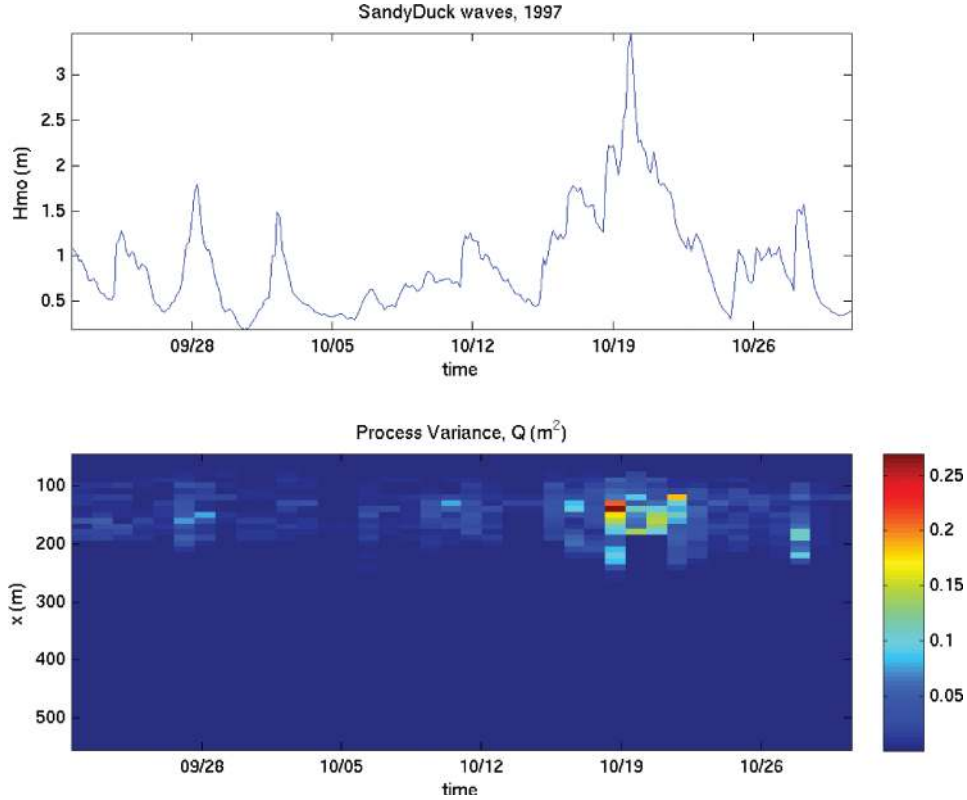 SandyDuck waves, 1997
Hmo (m)
3
2.5
2
1.5
1
0.5
09/28 10/05 10/12 10/19 10/26
time
Process Variance, Q (m²)
x (m)
100
200
300
400
500
0.25
0.2
0.15
0.1
0.05
09/28 10/05 10/12 10/19 10/26
time